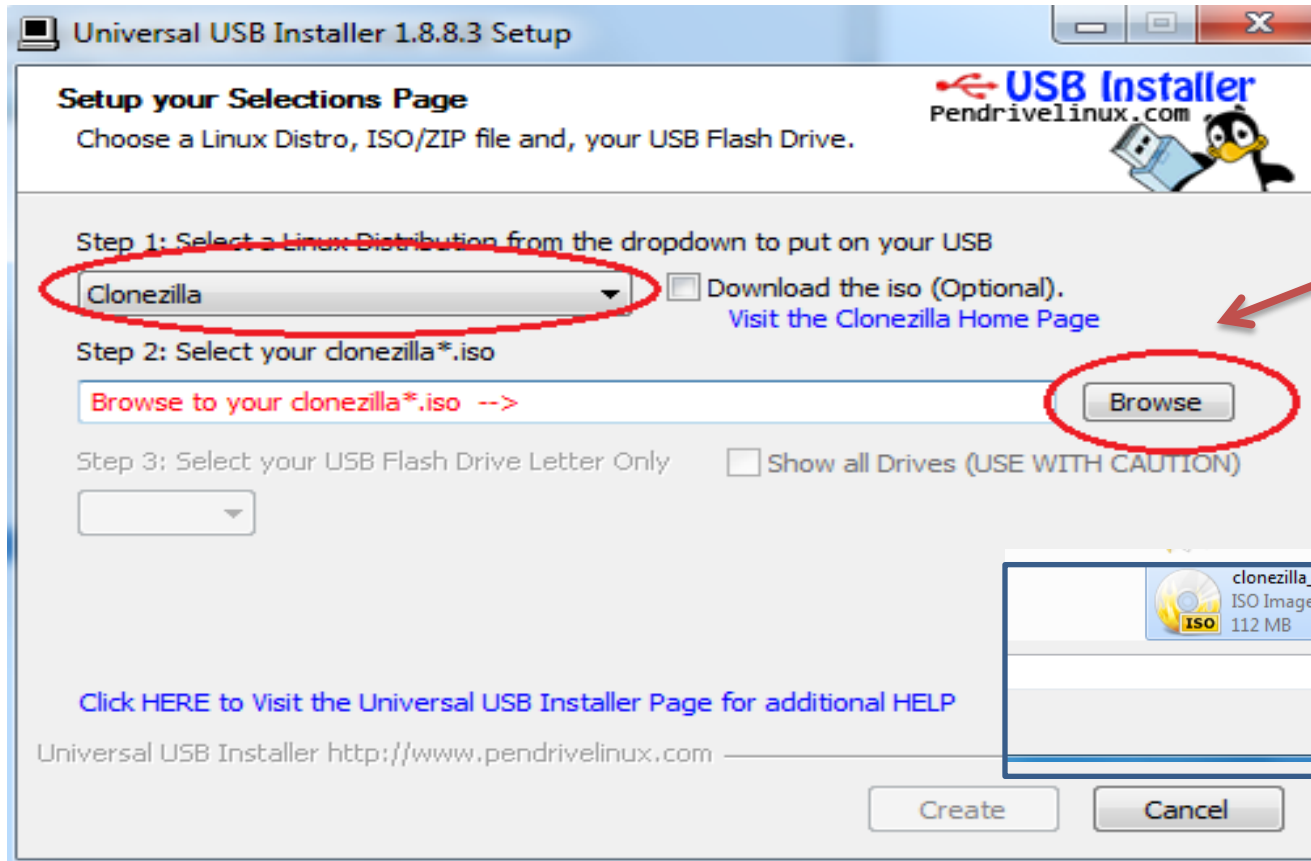 Universal USB Installer 1.8.8.3 Setup
Setup your Selections Page
Choose a Linux Distro, ISO/ZIP file and, your USB Flash Drive.
USB Installer
Pendrivelinux.com
Step 1: Select a Linux Distribution from the dropdown to put on your USB
Clonezilla
Download the iso (Optional).
Visit the Clonezilla Home Page
Step 2: Select your clonezilla*.iso
Browse to your clonezilla*.iso -->
Browse
Step 3: Select your USB Flash Drive Letter Only
Show all Drives (USE WITH CAUTION)
clonezilla_
ISO Image
ISO
112 MB
Click HERE to Visit the Universal USB Installer Page for additional HELP
Universal USB Installer http://www.pendrivelinux.com
Create
Cancel